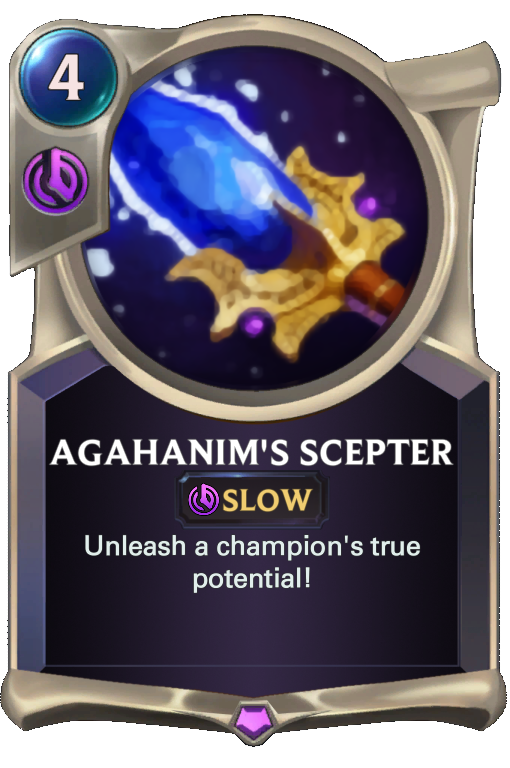 4
AGAHANIM'S SCEPTER
SLOW
Unleash a champion's true
potential!